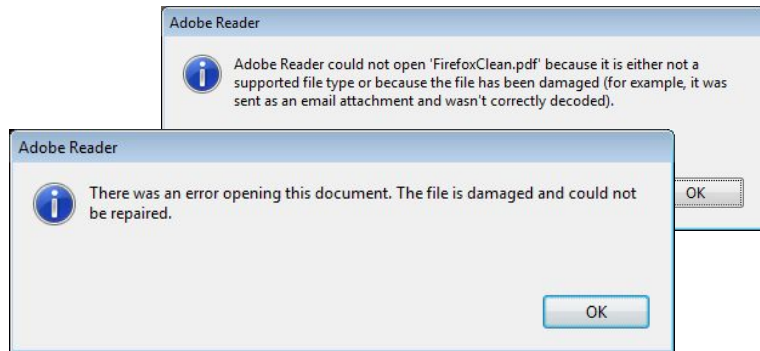 Adobe Reader
Adobe Reader could not open 'FirefoxClean.pdf' because it is either not a
supported file type or because the file has been damaged (for example, it was
sent as an email attachment and wasn't correctly decoded).
OK
Adobe Reader
There was an error opening this document. The file is damaged and could not
be repaired.
OK